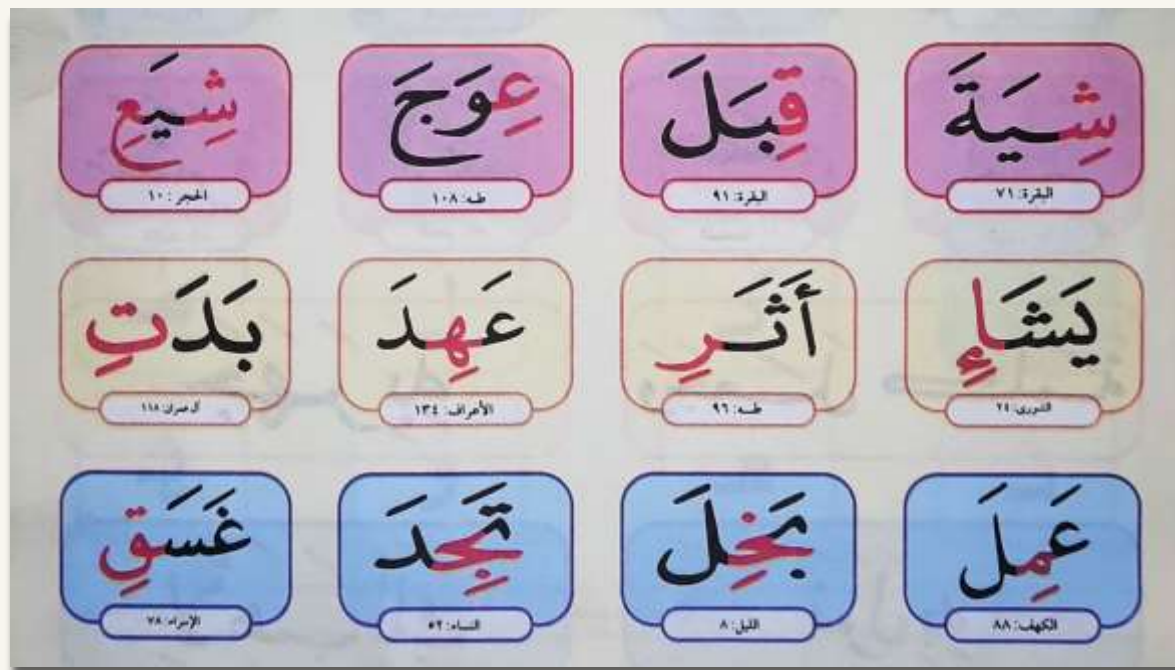 شِيَةَ قِبَلَ عِوَجَ شِيَعِ
البقرة: ٧١ البقرة: ٩١ طه: ١٠٨ الحجر: ١٠
يَشَإِ أَثَرِ عَهِدَ بَدَتِ
الشورى: ٢٤ طه: ٩٦ الأعراف: ١٣٤ آل عمران: ١١٨
عَمِلَ بَخِلَ تَجِدَ غَسَقِ
الكهف: ٨٨ الليل: ٨ النساء: ٥٢ الإسراء: ٧٨